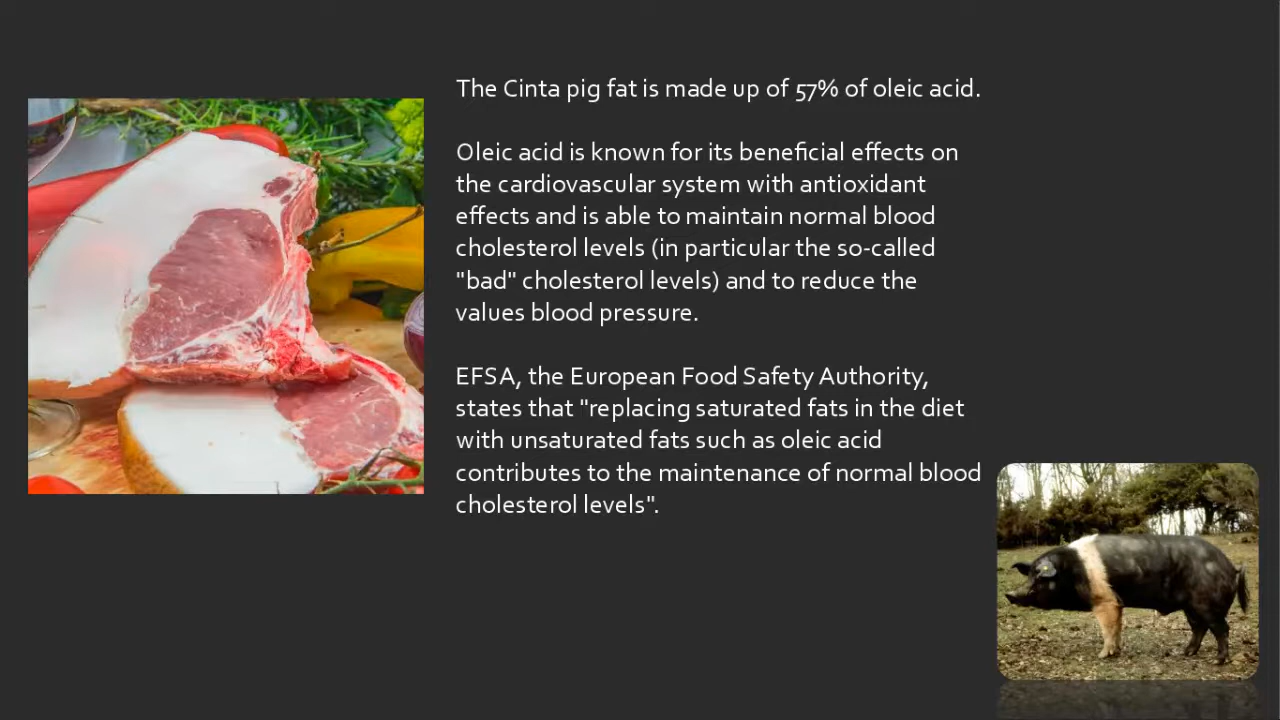 The Cinta pig fat is made up of 57% of oleic acid.
Oleic acid is known for its beneficial effects on
the cardiovascular system with antioxidant
effects and is able to maintain normal blood
cholesterol levels (in particular the so-called
"bad" cholesterol levels) and to reduce the
values blood pressure.
EFSA, the European Food Safety Authority,
states that "replacing saturated fats in the diet
with unsaturated fats such as oleic acid
contributes to the maintenance of normal blood
cholesterol levels".